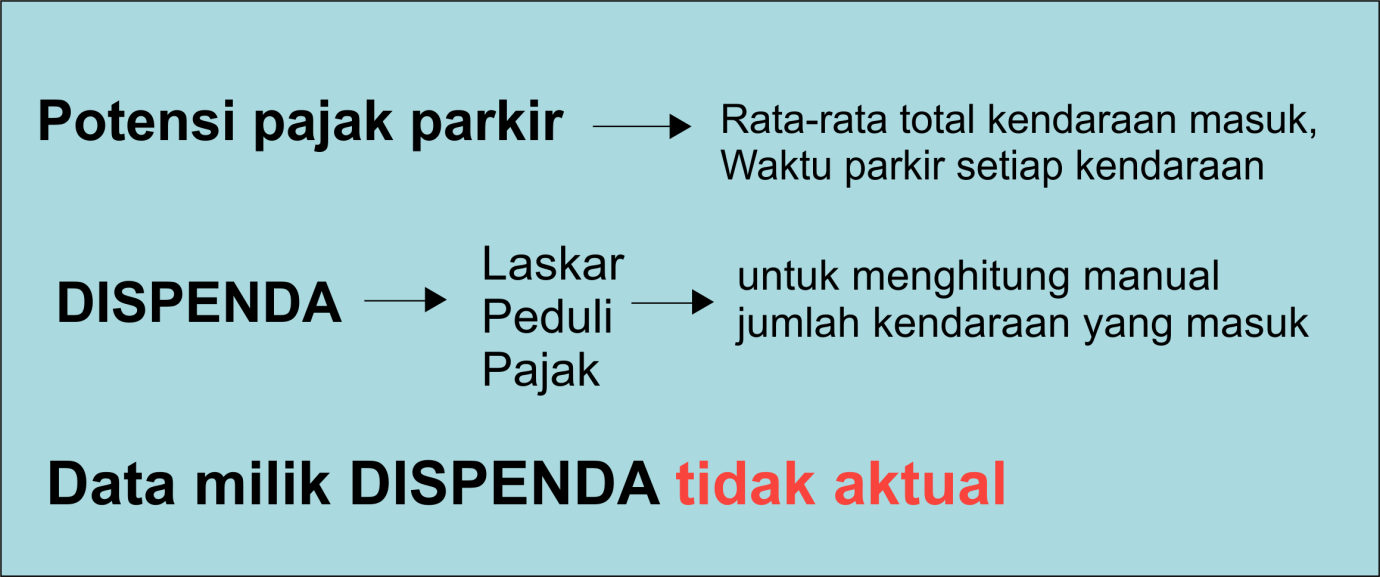 Potensi pajak parkir
Rata-rata total kendaraan masuk,
Waktu parkir setiap kendaraan
DISPENDA
Laskar
Peduli
Pajak
untuk menghitung manual
jumlah kendaraan yang masuk
Data milik DISPENDA tidak aktual